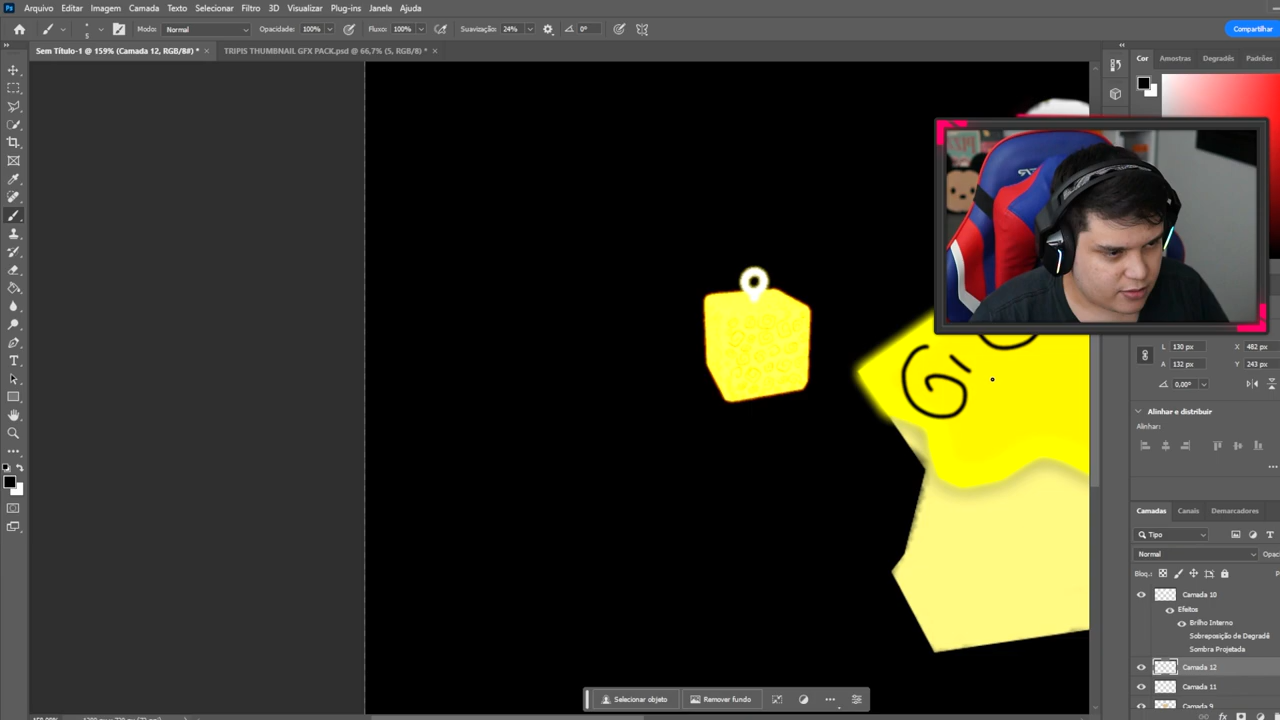 Arquivo Editar Imagem Camada Texto Selecionar Filtro 3D Visualizar Plug-ins Janela Ajuda
5 Modo: Normal Opacidade: 100% Fluxo: 100% Suavização: 24% 0° Compartilhar
Sem Título-1 @ 159% (Camada 12, RGB/8#) * × TRIPIS THUMBNAIL GFX PACK.psd @ 66,7% (5, RGB/8) * ×
Cor Amostras Degradês Padrões
L 130 px X 482 px
A 132 px Y 243 px
0,00°
Alinhar e distribuir
Alinhar:
Camadas Canais Demarcadores
Tipo
Normal Opac
Bloq.:
Camada 10
Efeitos
Brilho Interno
Sobreposição de Degradê
Sombra Projetada
Camada 12
Camada 11
Camada 9
Selecionar objeto Remover fundo